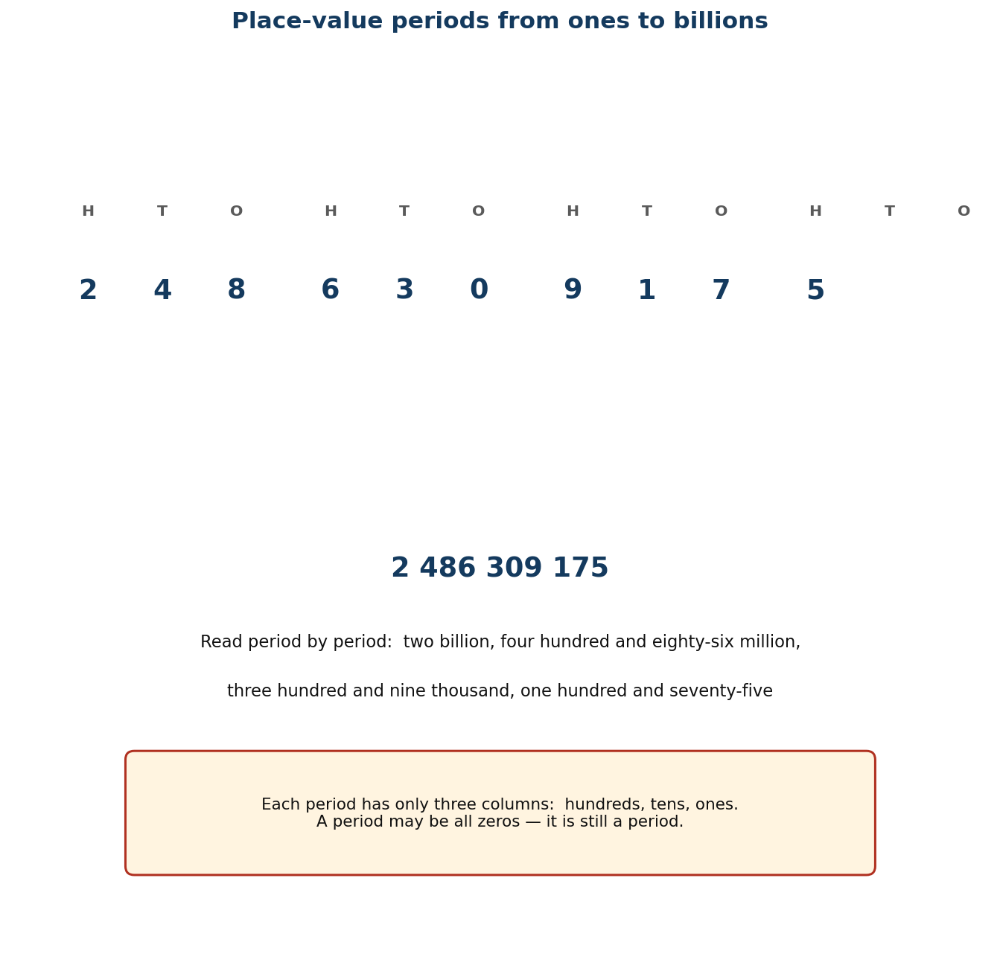 Place-value periods from ones to billions
H T O H T O H T O H T O
2 4 8 6 3 0 9 1 7 5
2 486 309 175
Read period by period:  two billion, four hundred and eighty-six million,
three hundred and nine thousand, one hundred and seventy-five
Each period has only three columns:  hundreds, tens, ones.
A period may be all zeros — it is still a period.